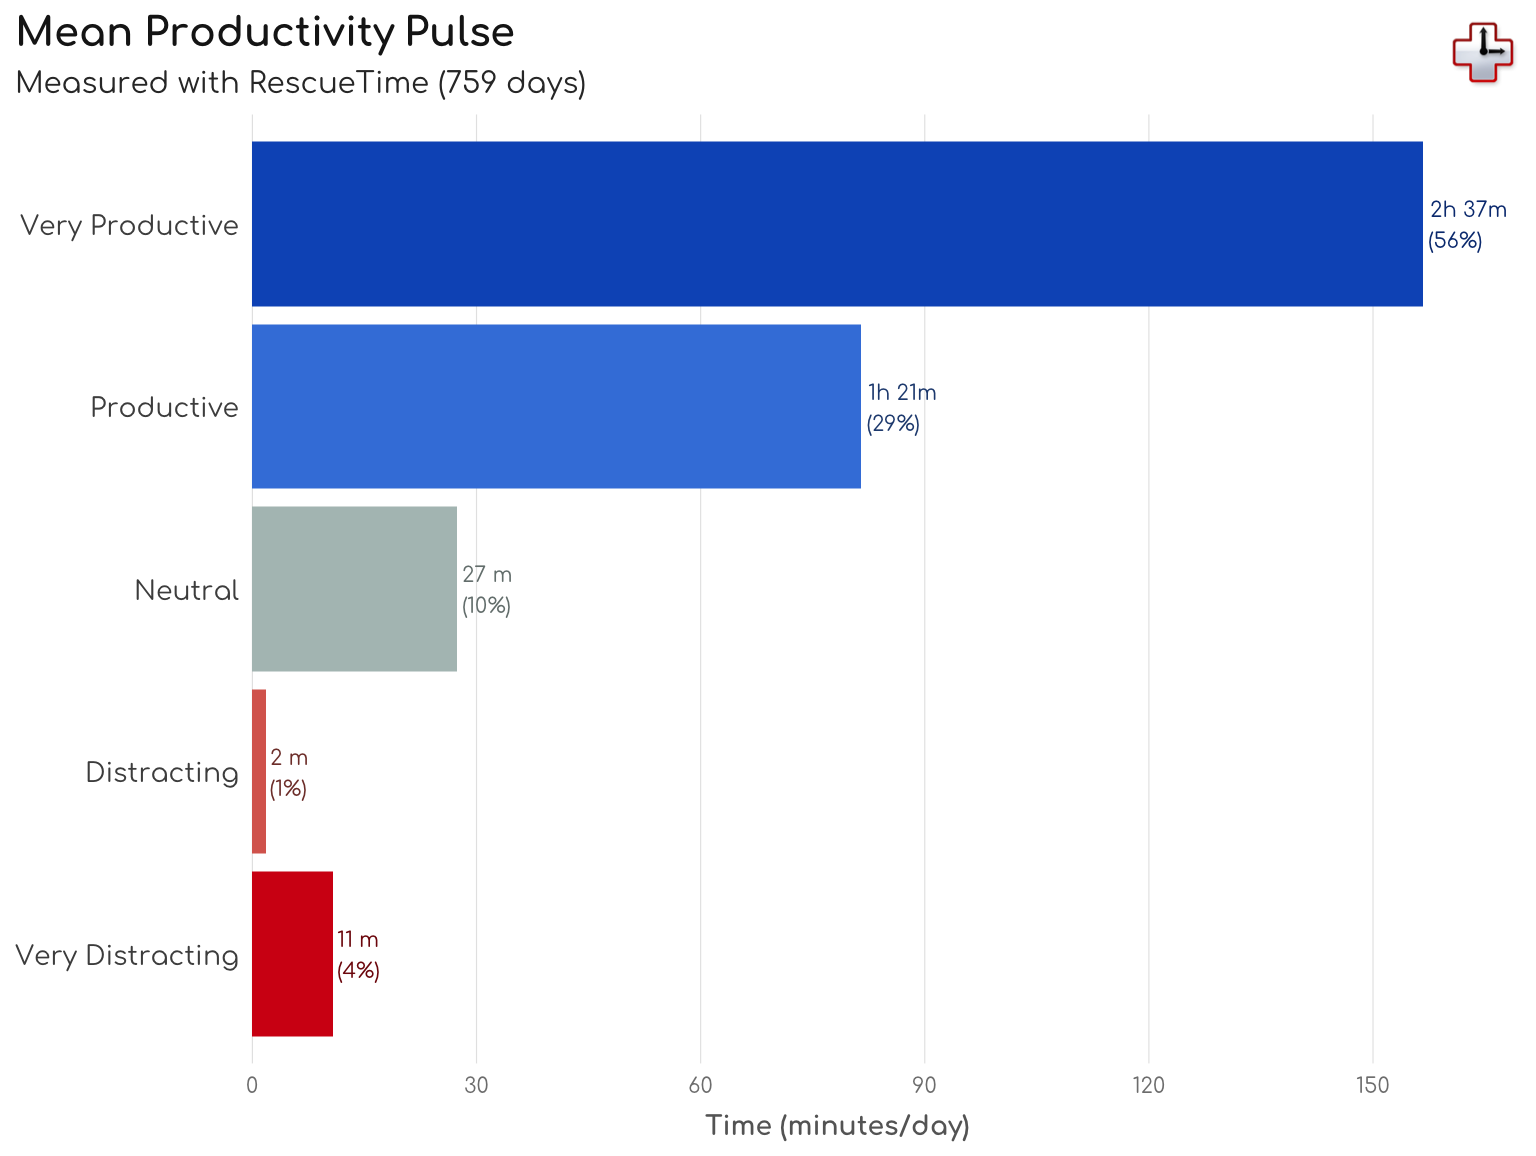 Mean Productivity Pulse
Measured with RescueTime (759 days)
Very Productive
2h 37m
(56%)
Productive
1h 21m
(29%)
Neutral
27 m
(10%)
Distracting
2 m
(1%)
Very Distracting
11 m
(4%)
0 30 60 90 120 150
Time (minutes/day)